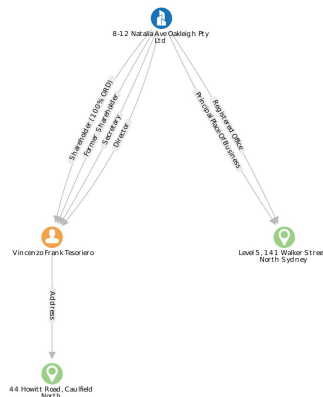 8-12 Natalia Ave Oakleigh Pty
Ltd
Shareholder (100% ORD)
Former Shareholder
Secretary
Director
Registered Office
Principal Place Of Business
Vincenzo Frank Tesoriero
Level 5, 141 Walker Stree
North Sydney
Address
44 Howitt Road, Caulfield
North